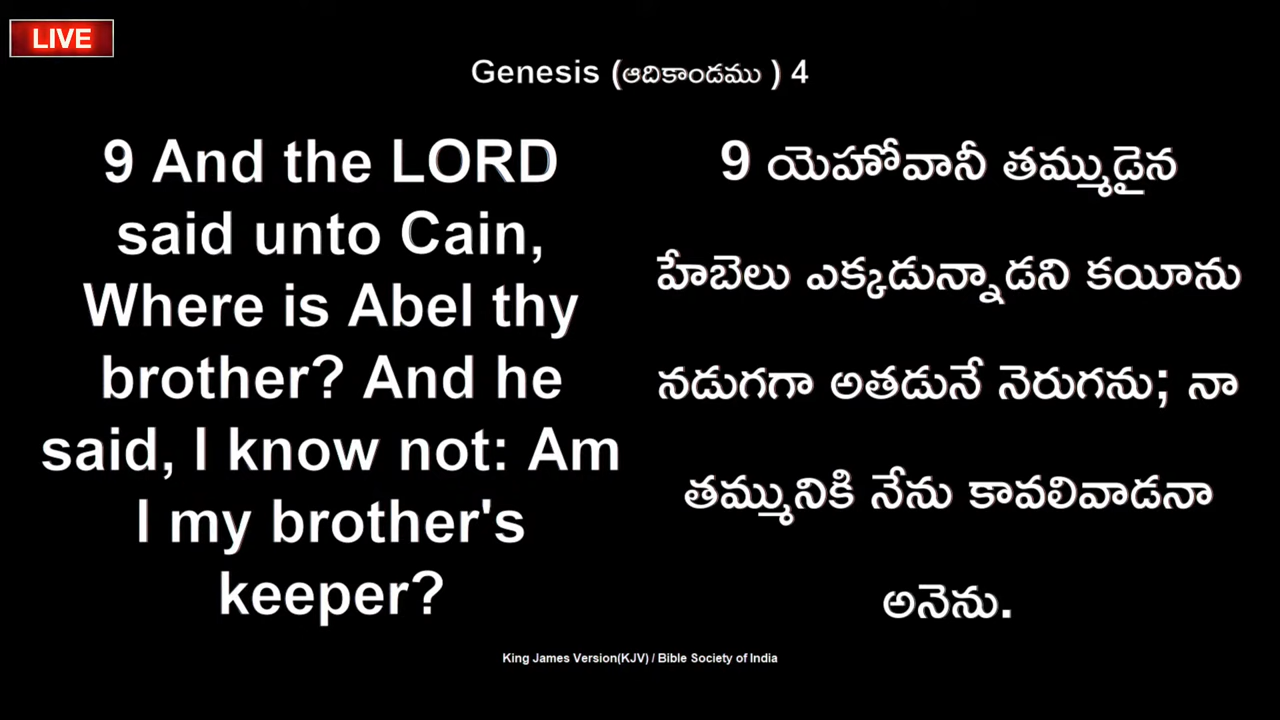 LIVE
Genesis (ఆదికాండము ) 4
9 And the LORD
said unto Cain,
Where is Abel thy
brother? And he
said, I know not: Am
I my brother's
keeper?
9 యెహోవానీ తమ్ముడైన
హేబెలు ఎక్కడున్నాడని కయీను
నడుగగా అతడునే నెరుగను; నా
తమ్మునికి నేను కావలివాడనా
అనెను.
King James Version(KJV) / Bible Society of India